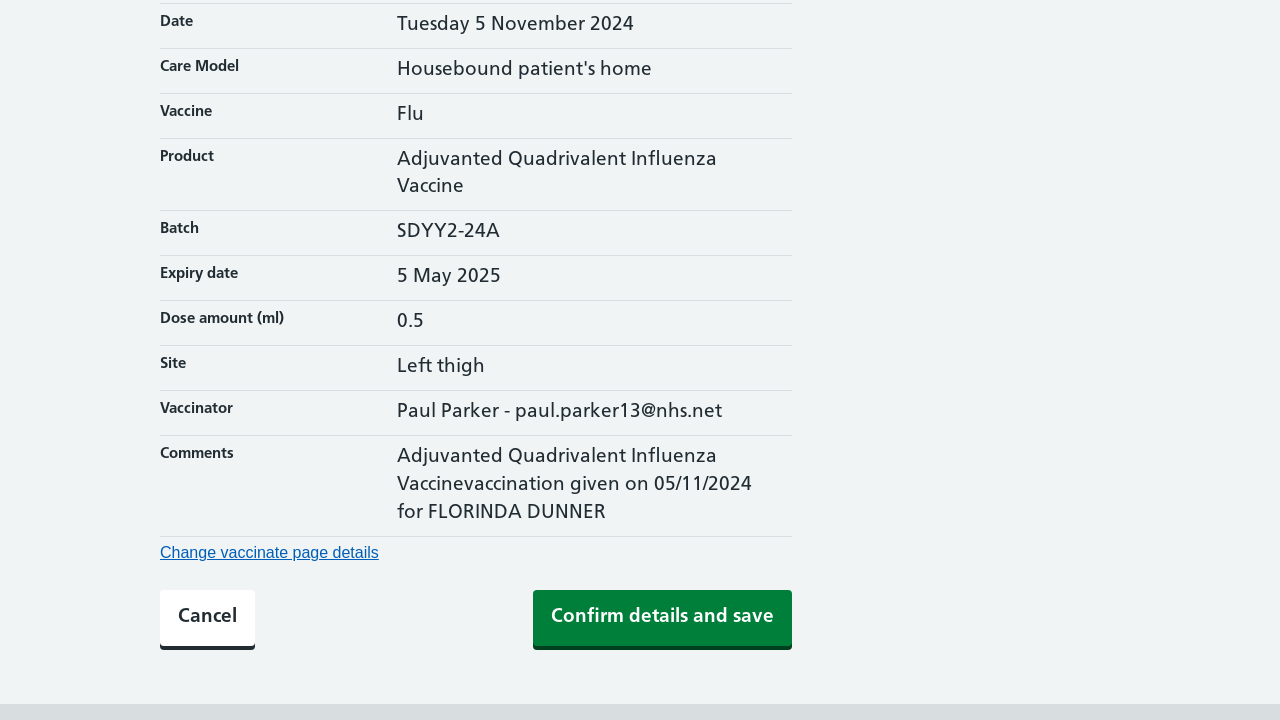 Date Tuesday 5 November 2024
Care Model Housebound patient's home
Vaccine Flu
Product Adjuvanted Quadrivalent Influenza
Vaccine
Batch SDYY2-24A
Expiry date 5 May 2025
Dose amount (ml) 0.5
Site Left thigh
Vaccinator Paul Parker - paul.parker13@nhs.net
Comments Adjuvanted Quadrivalent Influenza
Vaccinevaccination given on 05/11/2024
for FLORINDA DUNNER
Change vaccinate page details
Cancel Confirm details and save